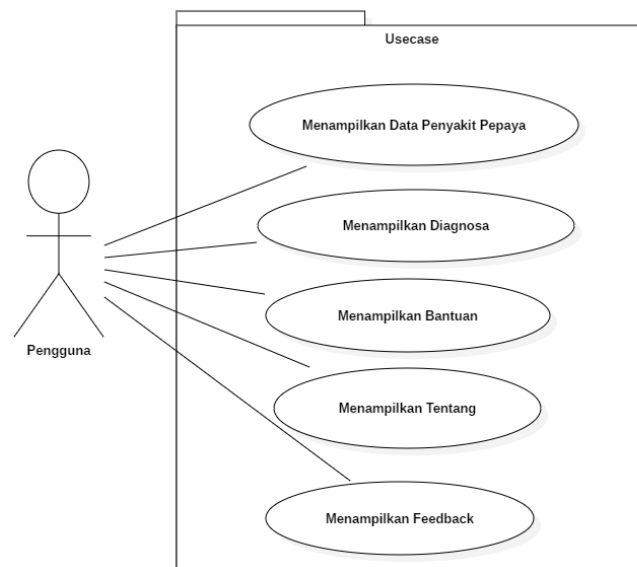 Usecase
Menampilkan Data Penyakit Pepaya
Menampilkan Diagnosa
Menampilkan Bantuan
Pengguna
Menampilkan Tentang
Menampilkan Feedback